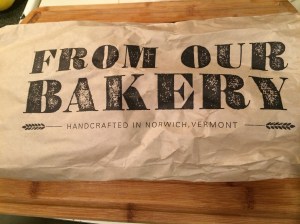 FROM OUR
BAKERY
HANDCRAFTED IN NORWICH, VERMONT